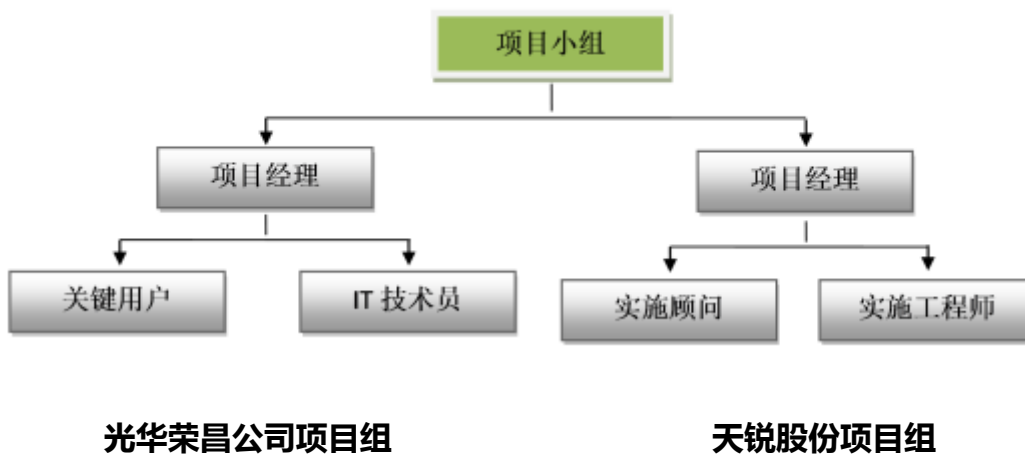 项目小组
项目经理
项目经理
关键用户
IT 技术员
实施顾问
实施工程师
光华荣昌公司项目组
天锐股份项目组